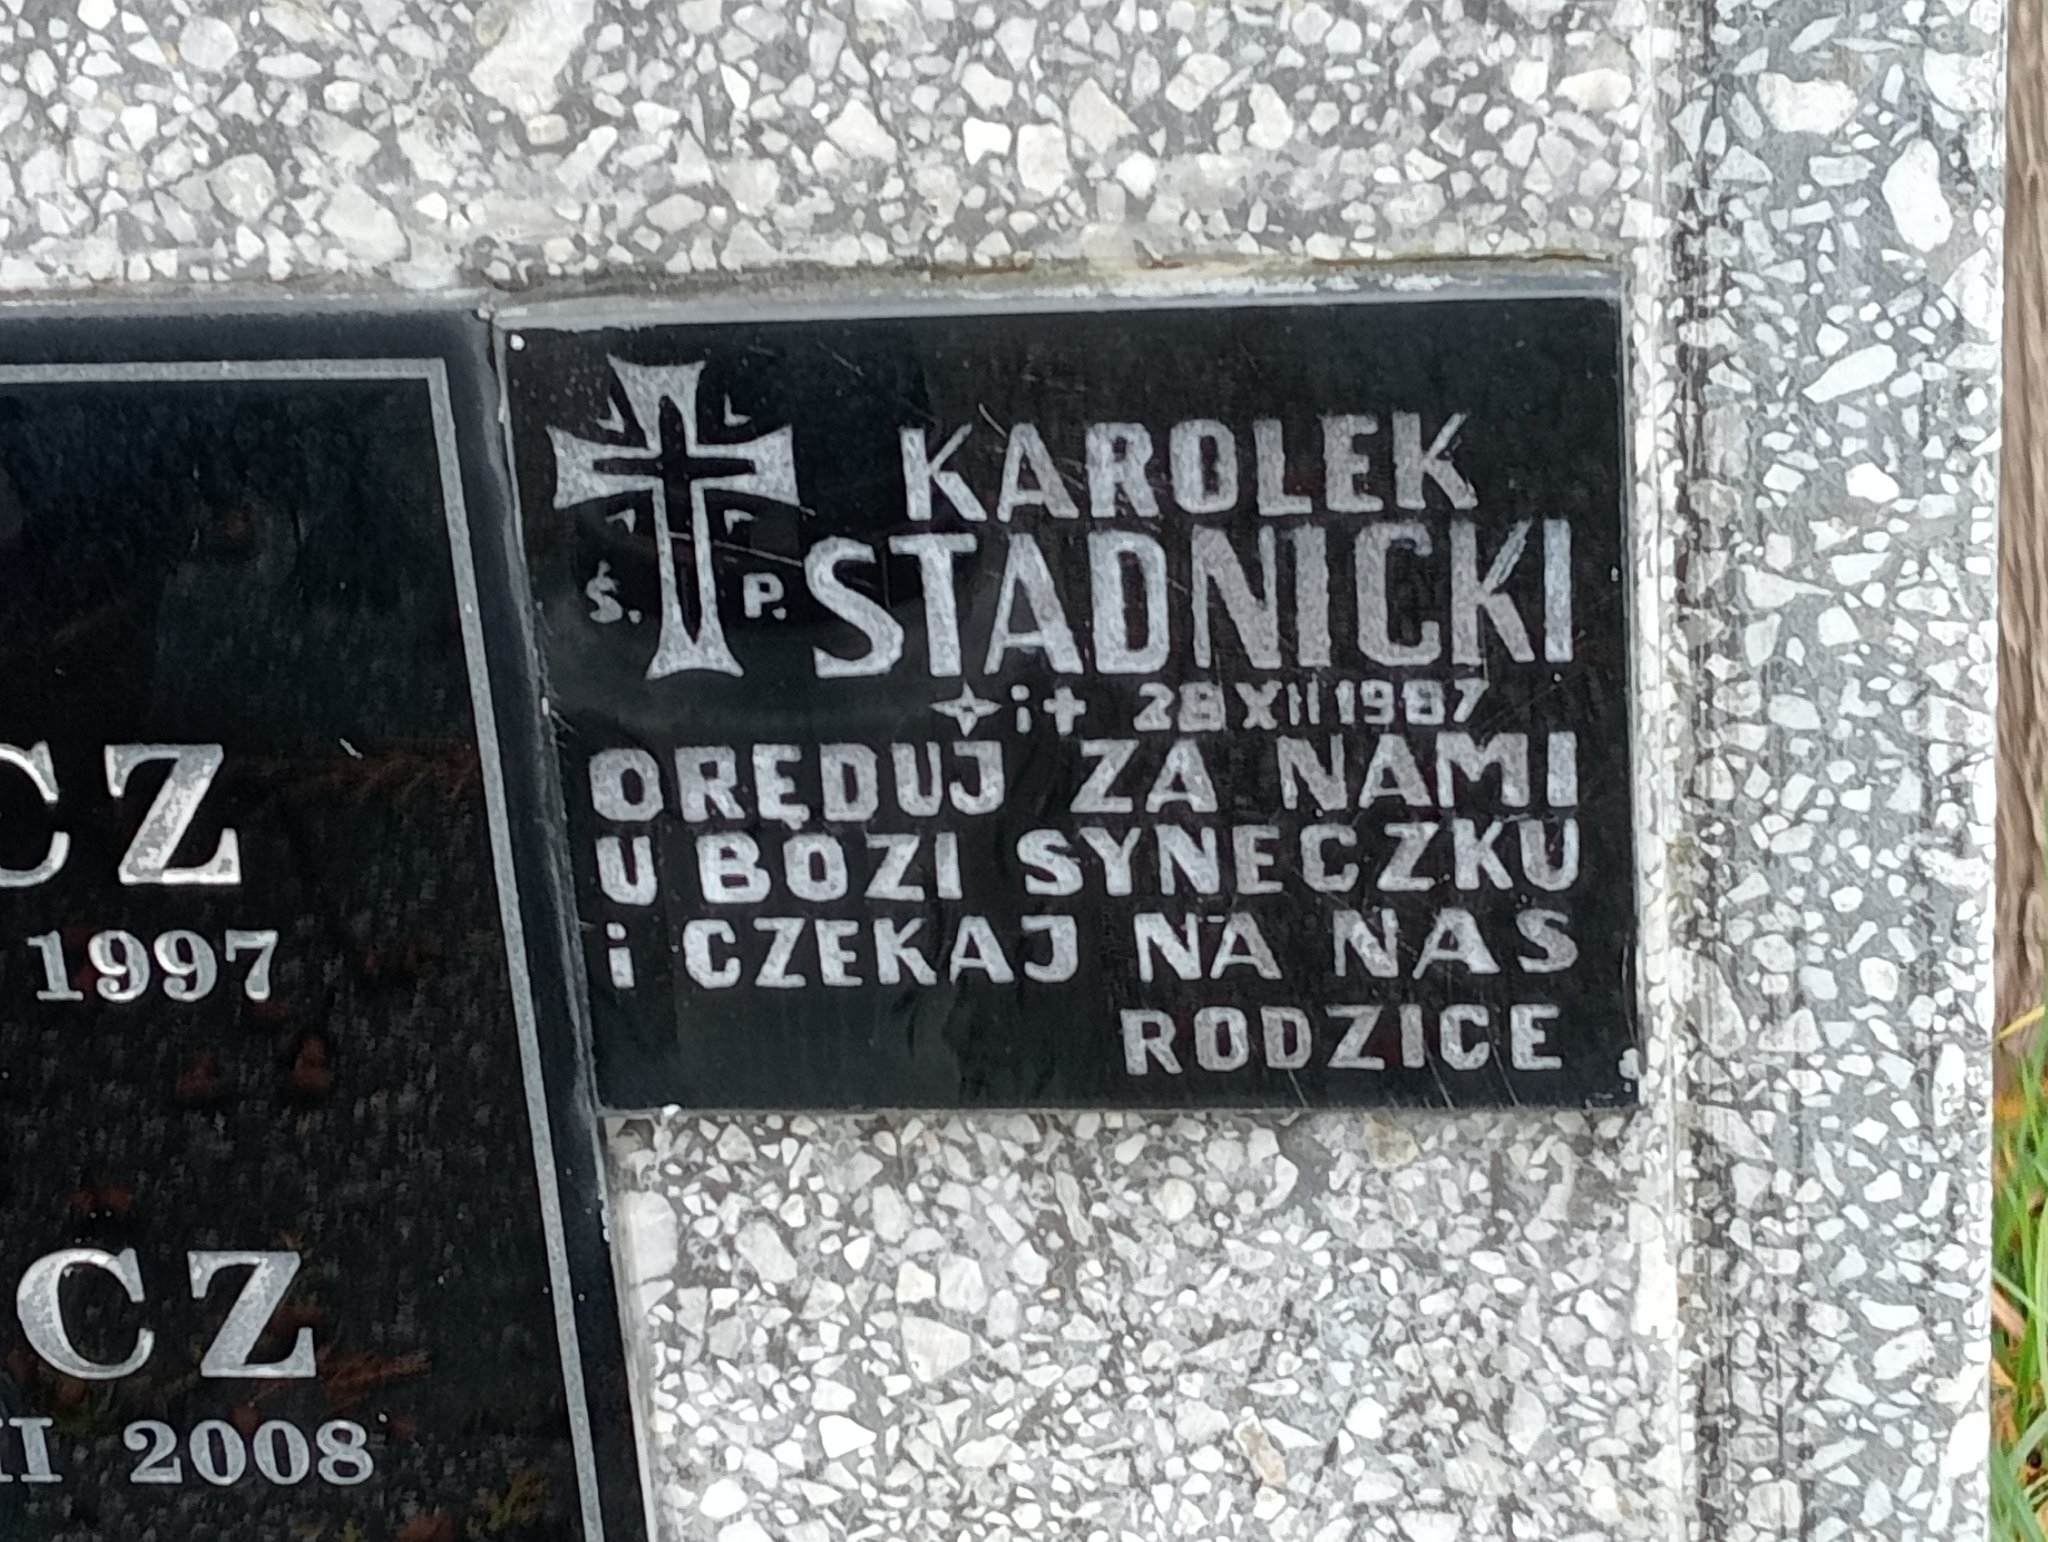 KAROLEK
Ś. P. STADNICKI
i + 28 XII 1987
ORĘDUJ ZA NAMI
U BOZI SYNECZKU
i CZEKAJ NA NAS
RODZICE
CZ
1997
CZ
II 2008